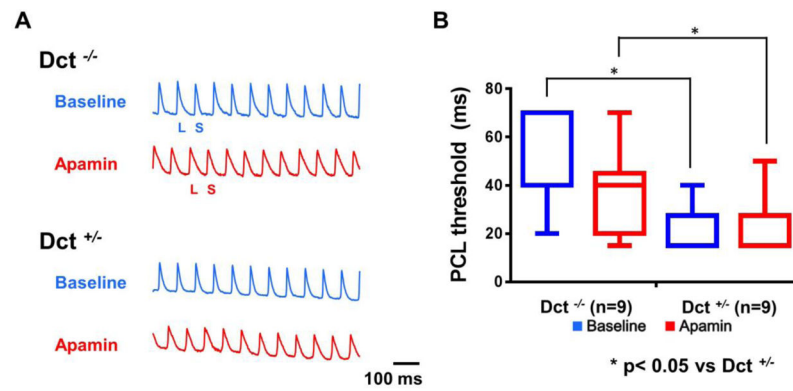 A
Dct -/-
Baseline
L S
Apamin
L S
Dct +/-
Baseline
Apamin
100 ms
B
*
*
PCL threshold (ms)
80
60
40
20
0
Dct -/- (n=9) Dct +/- (n=9)
Baseline Apamin
* p< 0.05 vs Dct +/-